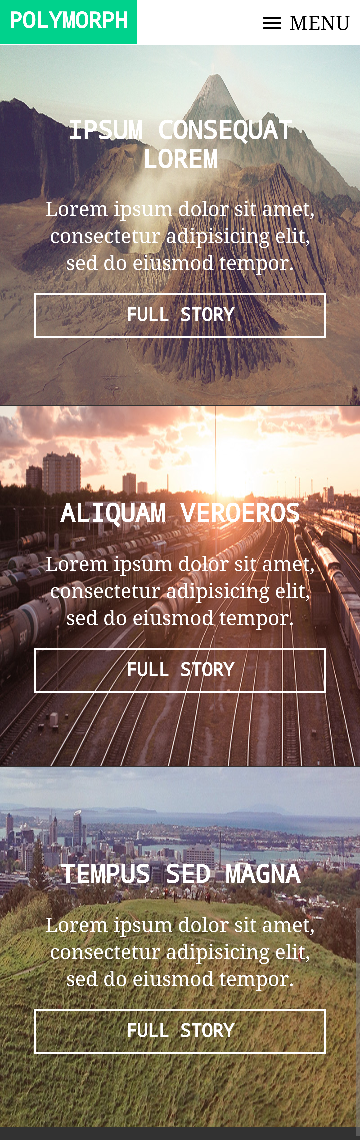 POLYMORPH
MENU
IPSUM CONSEQUAT
LOREM
Lorem ipsum dolor sit amet,
consectetur adipisicing elit,
sed do eiusmod tempor.
FULL STORY
ALIQUAM VEROEROS
Lorem ipsum dolor sit amet,
consectetur adipisicing elit,
sed do eiusmod tempor.
FULL STORY
TEMPUS SED MAGNA
Lorem ipsum dolor sit amet,
consectetur adipisicing elit,
sed do eiusmod tempor.
FULL STORY